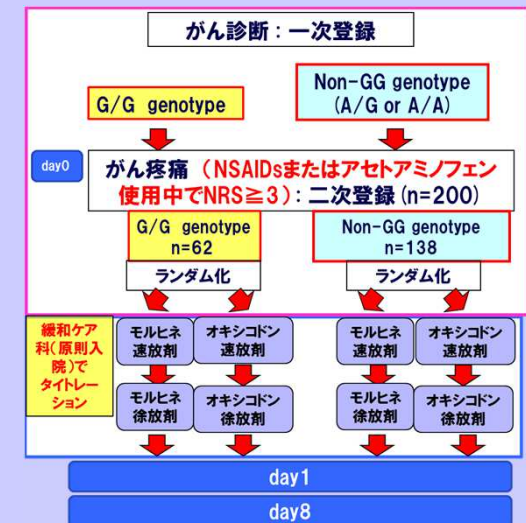 がん診断：一次登録
G/G genotype
Non-GG genotype
(A/G or A/A)
day0
がん疼痛（NSAIDsまたはアセトアミノフェン
使用中でNRS≧3）：二次登録(n=200)
G/G genotype
n=62
Non-GG genotype
n=138
ランダム化
ランダム化
緩和ケア
科（原則入
院）で
タイトレー
ション
モルヒネ
速放剤
オキシコドン
速放剤
モルヒネ
速放剤
オキシコドン
速放剤
モルヒネ
徐放剤
オキシコドン
徐放剤
モルヒネ
徐放剤
オキシコドン
徐放剤
day1
day8